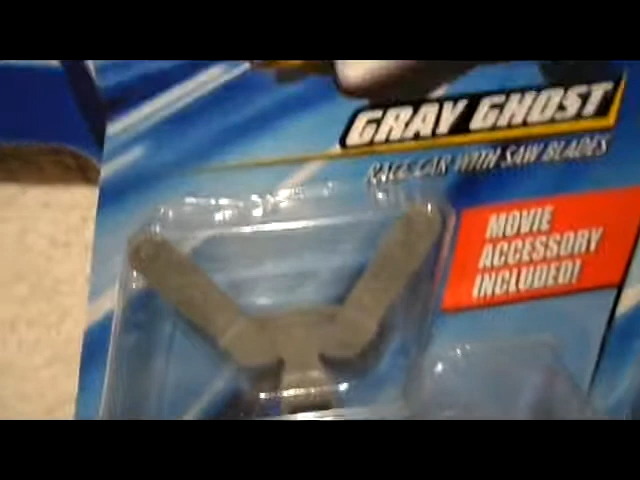 GRAY GHOST
RACE CAR WITH SAW BLADES
MOVIE
ACCESSORY
INCLUDED!